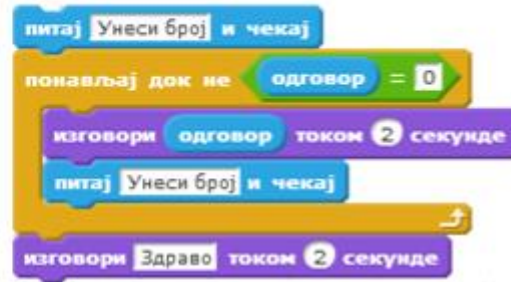 питај Унеси број и чекај
понављај док не одговор = 0
изговори одговор током 2 секунде
питај Унеси број и чекај
изговори Здраво током 2 секунде